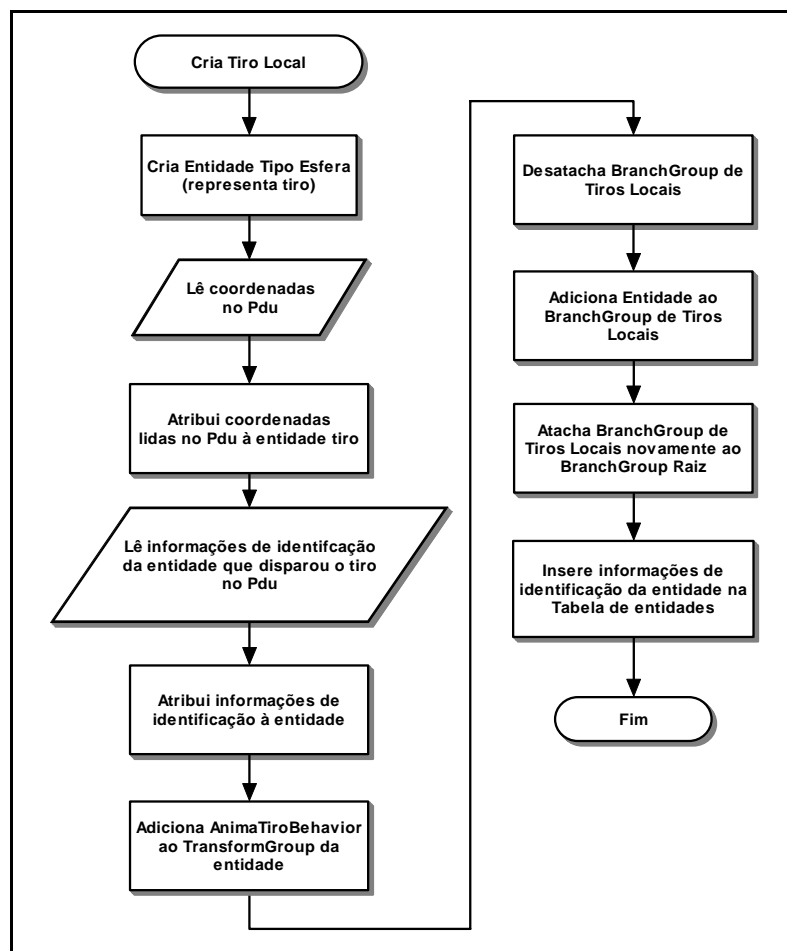 Cria Tiro Local
Cria Entidade Tipo Esfera
(representa tiro)
Lê coordenadas
no Pdu
Atribui coordenadas
lidas no Pdu à entidade tiro
Lê informações de identifcação
da entidade que disparou o tiro
no Pdu
Atribui informações de
identificação à entidade
Adiciona AnimaTiroBehavior
ao TransformGroup da
entidade
Desatacha BranchGroup de
Tiros Locais
Adiciona Entidade ao
BranchGroup de Tiros
Locais
Atacha BranchGroup de
Tiros Locais novamente ao
BranchGroup Raiz
Insere informações de
identificação da entidade na
Tabela de entidades
Fim